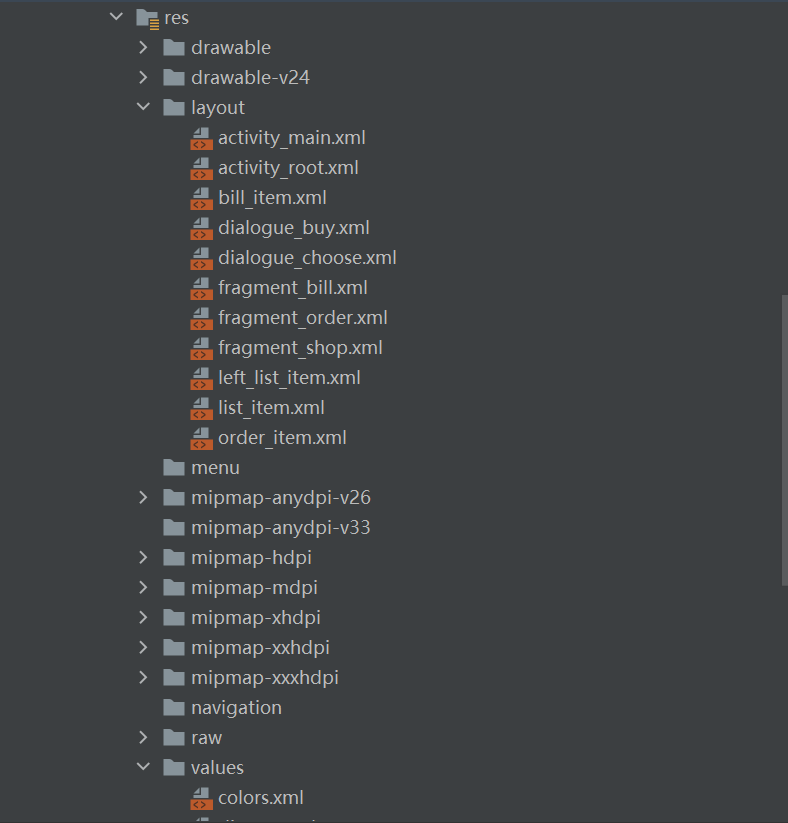 res
drawable
drawable-v24
layout
activity_main.xml
activity_root.xml
bill_item.xml
dialogue_buy.xml
dialogue_choose.xml
fragment_bill.xml
fragment_order.xml
fragment_shop.xml
left_list_item.xml
list_item.xml
order_item.xml
menu
mipmap-anydpi-v26
mipmap-anydpi-v33
mipmap-hdpi
mipmap-mdpi
mipmap-xhdpi
mipmap-xxhdpi
mipmap-xxxhdpi
navigation
raw
values
colors.xml